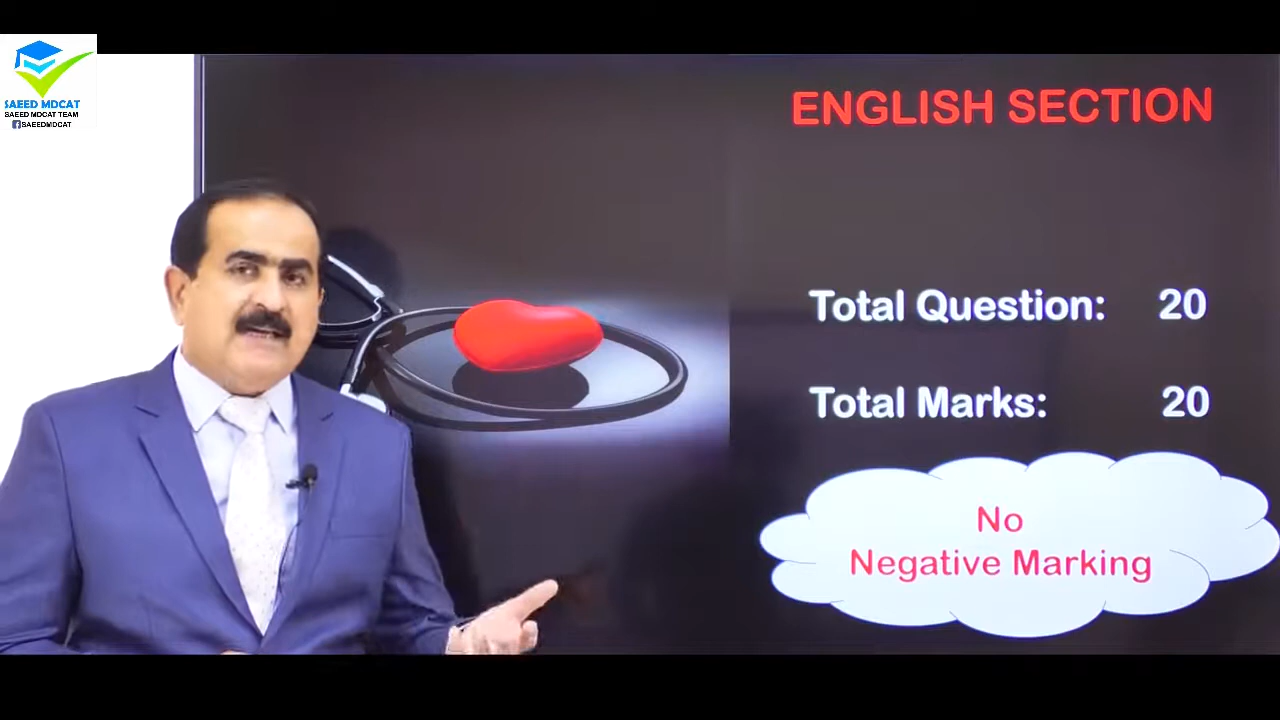 SAEED MDCAT
SAEED MDCAT TEAM
SAEEDMDCAT
ENGLISH SECTION
Total Question: 20
Total Marks: 20
No
Negative Marking